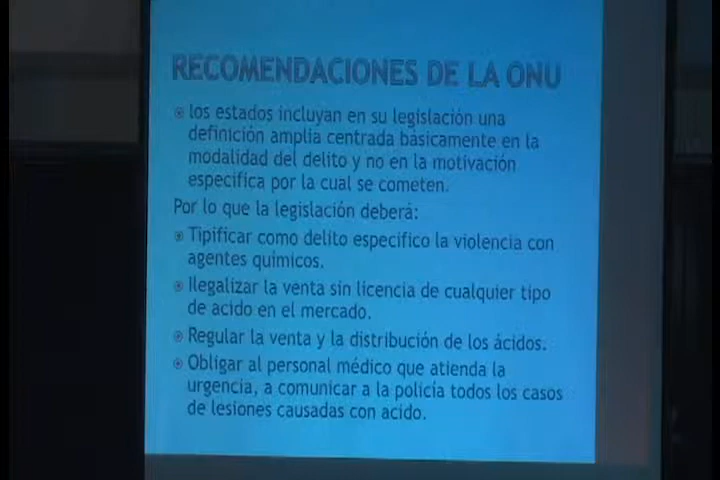 RECOMENDACIONES DE LA ONU
los estados incluyan en su legislación una
definición amplia centrada básicamente en la
modalidad del delito y no en la motivación
especifica por la cual se cometen.
Por lo que la legislación deberá:
Tipificar como delito especifico la violencia con
agentes químicos.
Ilegalizar la venta sin licencia de cualquier tipo
de acido en el mercado.
Regular la venta y la distribución de los ácidos.
Obligar al personal médico que atienda la
urgencia, a comunicar a la policía todos los casos
de lesiones causadas con acido.